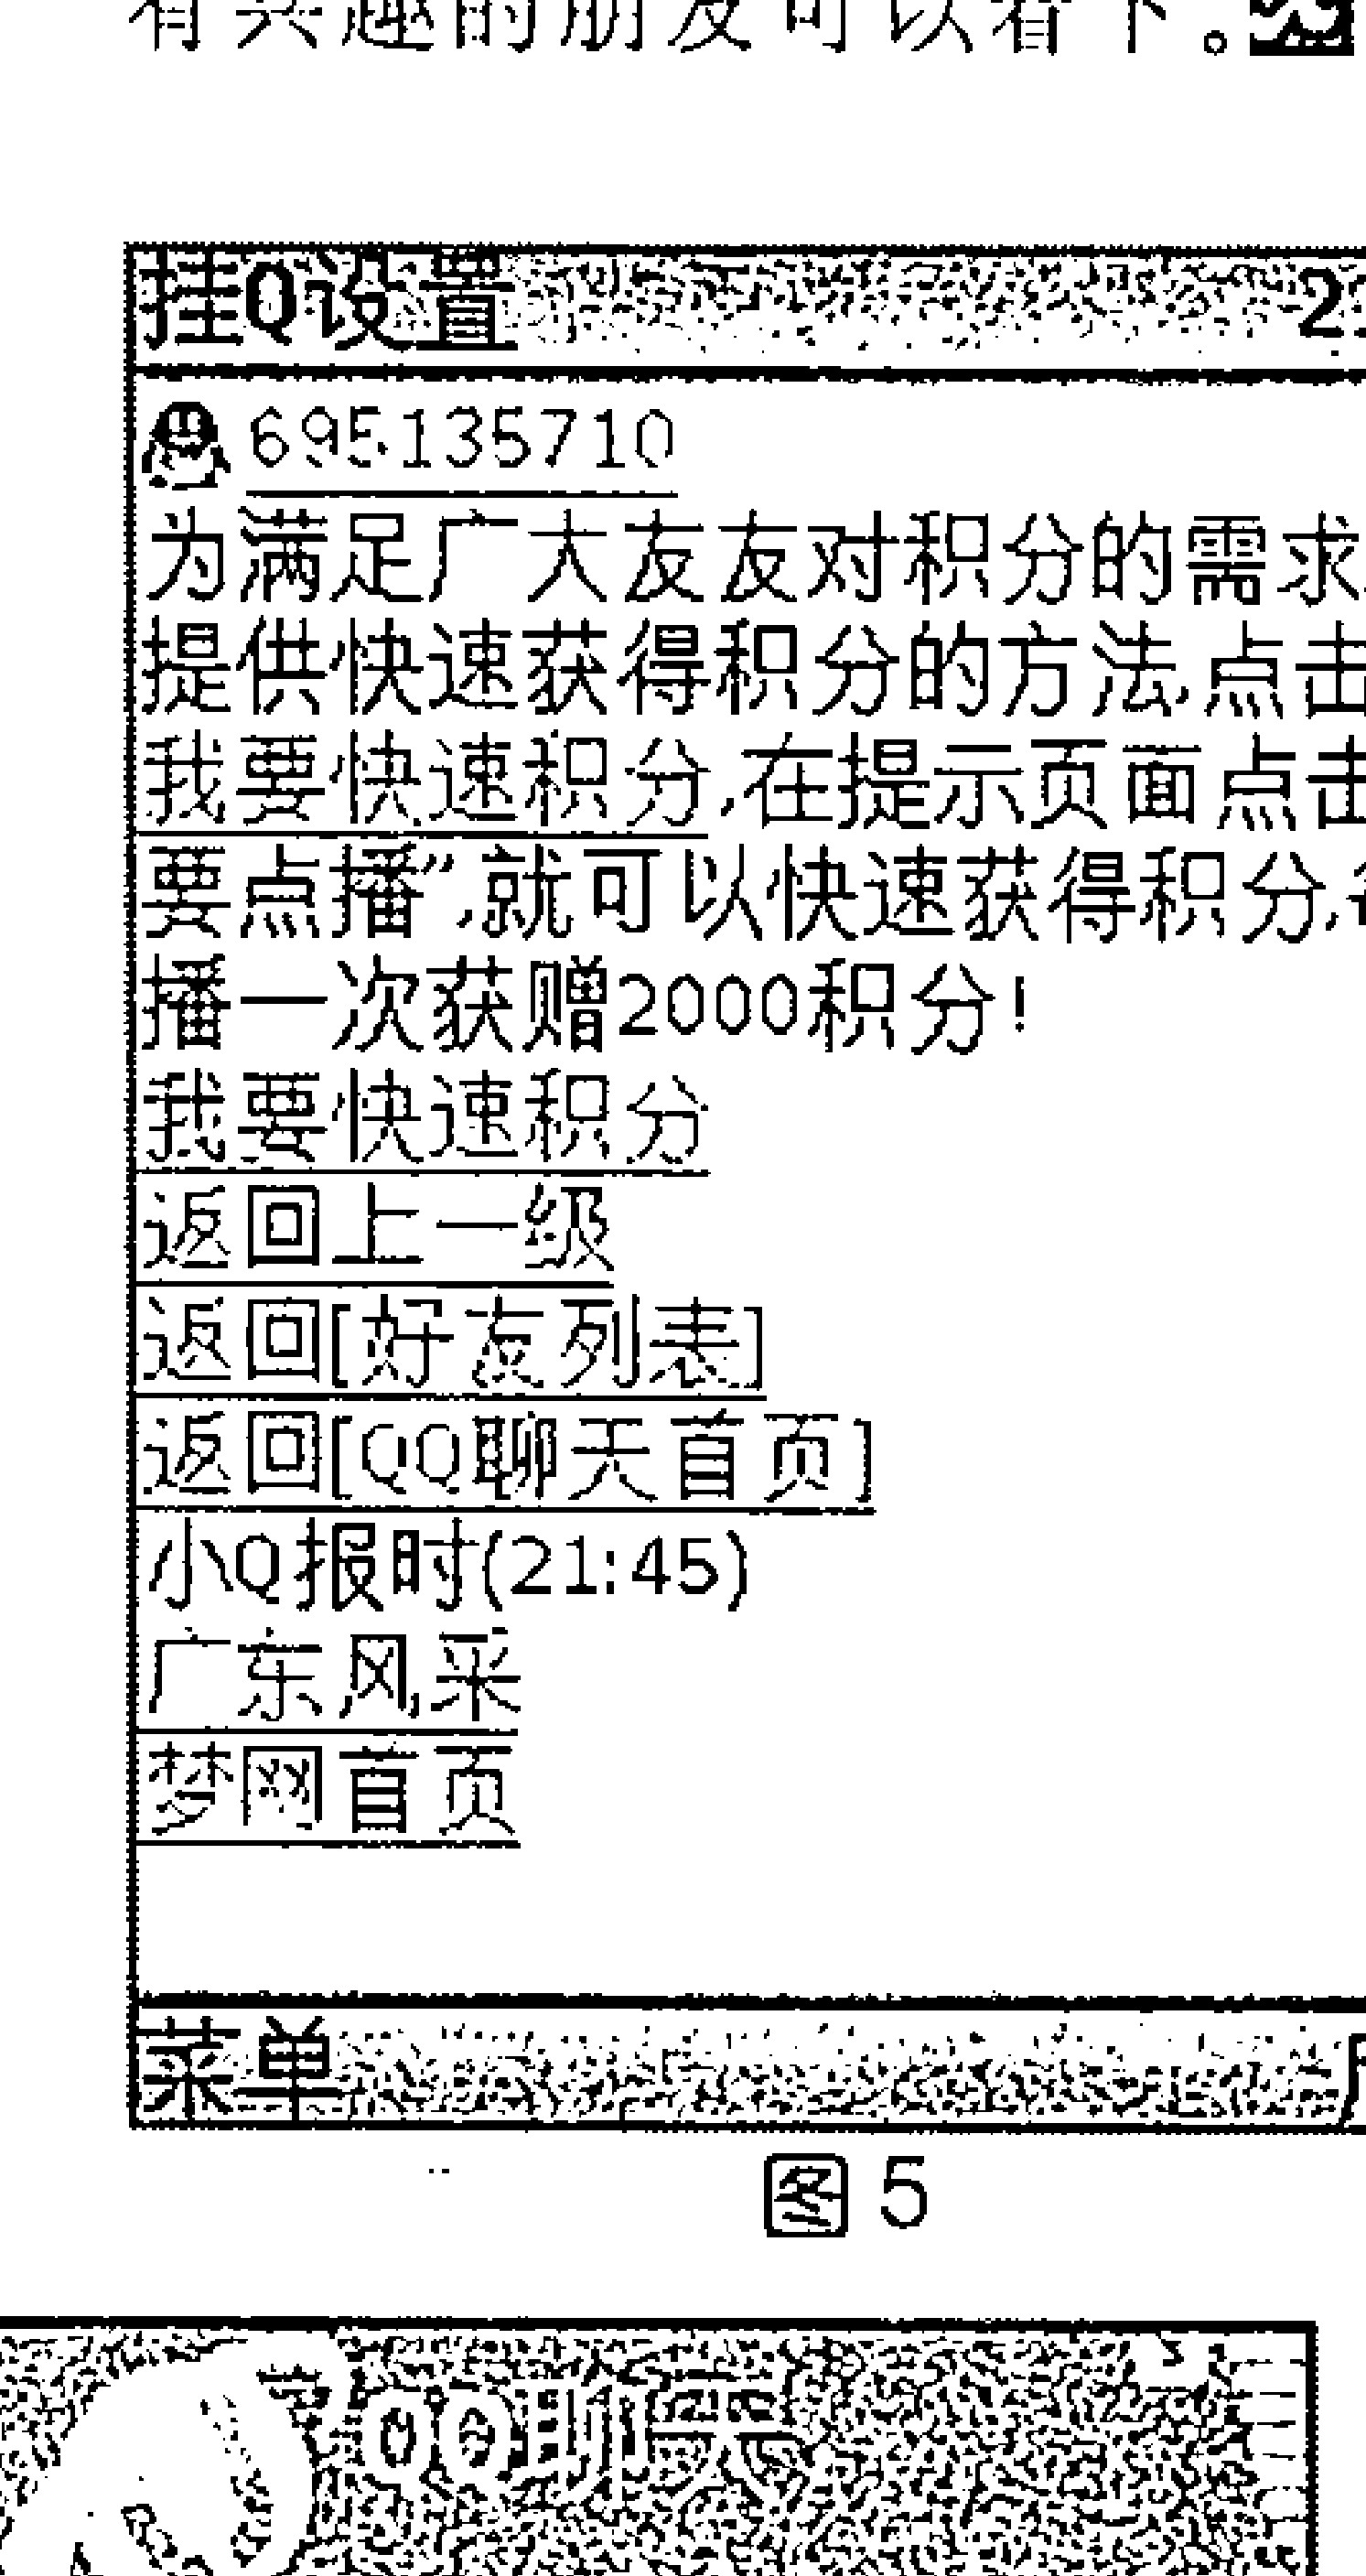 有兴趣的朋友可以看下。
挂Q设置 2
695135710
为满足广大友友对积分的需求
提供快速获得积分的方法,点击
我要快速积分,在提示页面点击
要点播”,就可以快速获得积分,
播一次获赠2000积分!
我要快速积分
返回上一级
返回[好友列表]
返回[QQ聊天首页]
小Q报时(21:45)
广东风采
梦网首页
菜单
图 5
QQ聊天